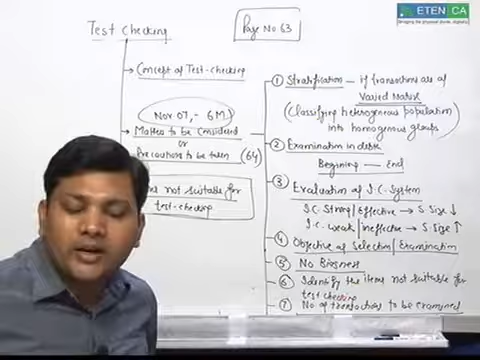 Test Checking
Page No 63
ETEN CA
Concept of Test-checking
Nov 07, - 6M
Matters to be Considered
or
Precautions to be taken (64)
not suitable for
test-checking
① Stratification - if transactions are of
Varied Nature
(Classifying heterogeneous population
into homogenous groups)
② Examination in detail
Beginning — End
③ Evaluation of I.C. System
I.C. Strong/Effective → S. Size ↓
I.C. weak/ineffective → S. Size ↑
④ Objective of Selection/Examination
⑤ No Biasness
⑥ Identify the items not suitable for
test checking
⑦ No of transactions to be examined